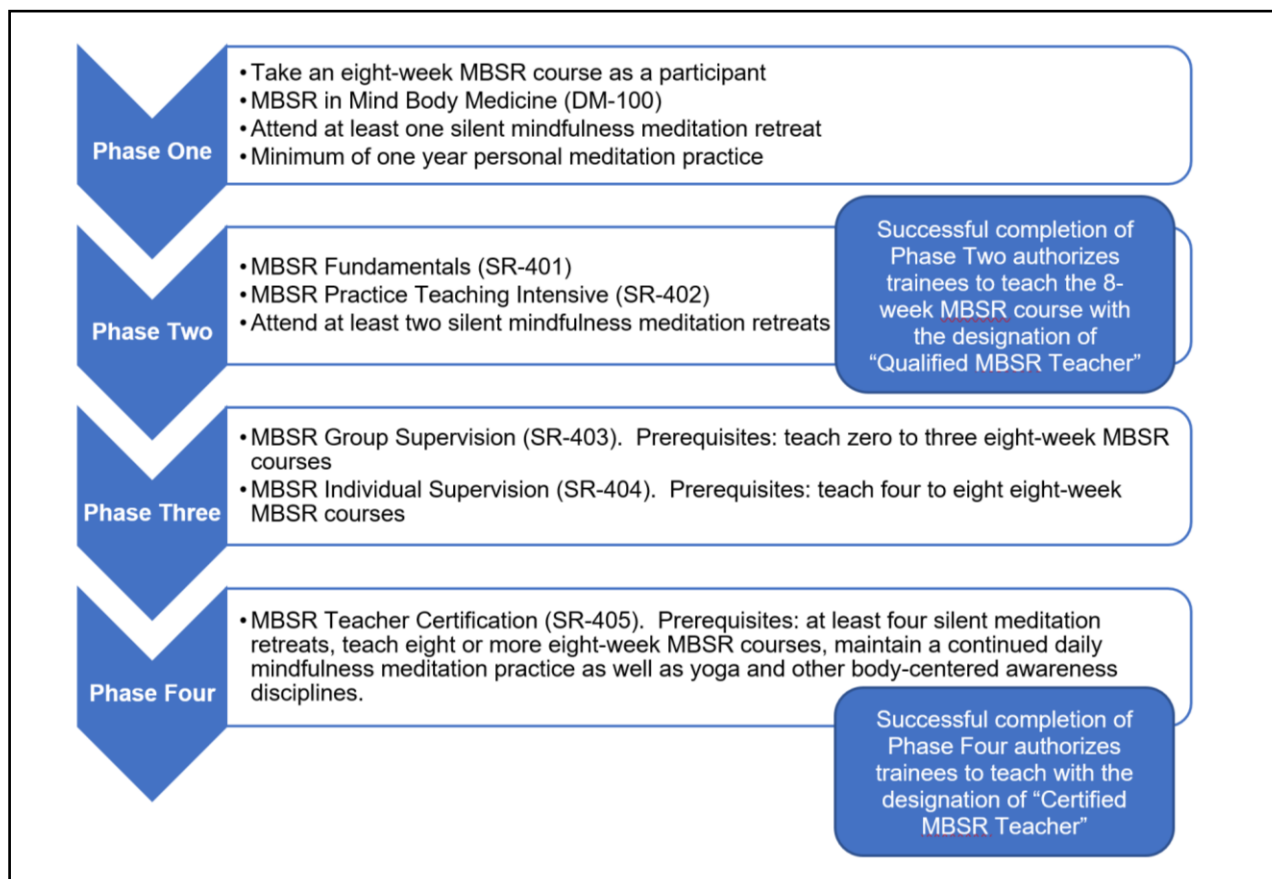 Phase One
• Take an eight-week MBSR course as a participant
• MBSR in Mind Body Medicine (DM-100)
• Attend at least one silent mindfulness meditation retreat
• Minimum of one year personal meditation practice
Phase Two
• MBSR Fundamentals (SR-401)
• MBSR Practice Teaching Intensive (SR-402)
• Attend at least two silent mindfulness meditation retreats
Successful completion of
Phase Two authorizes
trainees to teach the 8-
week MBSR course with
the designation of
“Qualified MBSR Teacher”
Phase Three
• MBSR Group Supervision (SR-403).  Prerequisites: teach zero to three eight-week MBSR
courses
• MBSR Individual Supervision (SR-404).  Prerequisites: teach four to eight eight-week
MBSR courses
Phase Four
• MBSR Teacher Certification (SR-405).  Prerequisites: at least four silent meditation
retreats, teach eight or more eight-week MBSR courses, maintain a continued daily
mindfulness meditation practice as well as yoga and other body-centered awareness
disciplines.
Successful completion of
Phase Four authorizes
trainees to teach with the
designation of “Certified
MBSR Teacher”